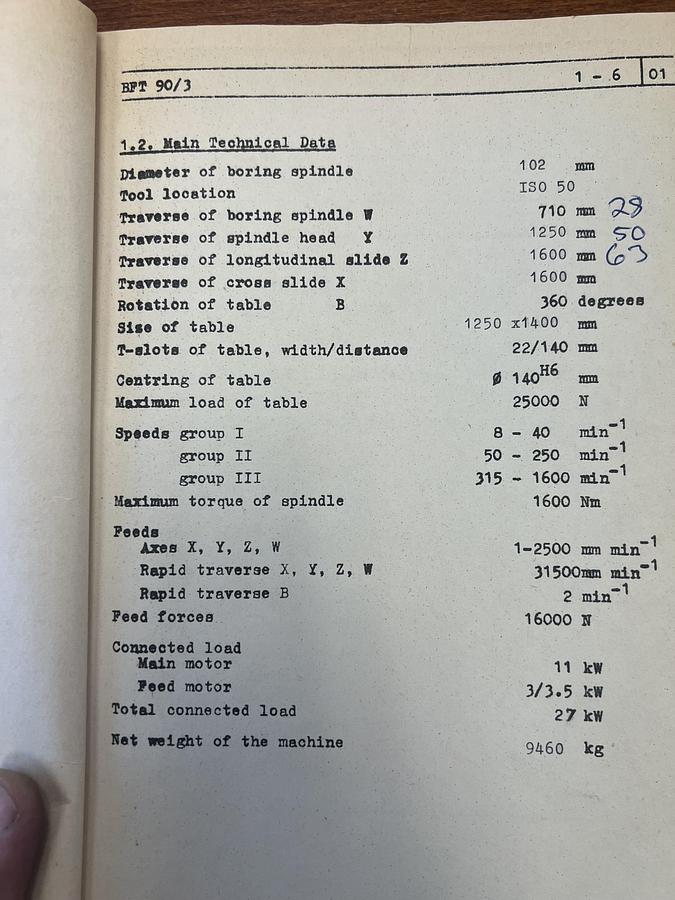 BFT 90/3 1 - 6 01
1.2. Main Technical Data
Diameter of boring spindle 102 mm
Tool location ISO 50
Traverse of boring spindle W 710 mm 28
Traverse of spindle head Y 1250 mm 50
Traverse of longitudinal slide Z 1600 mm 63
Traverse of cross slide X 1600 mm
Rotation of table B 360 degrees
Size of table 1250 x1400 mm
T-slots of table, width/distance 22/140 mm
Centring of table ø 140H6 mm
Maximum load of table 25000 N
Speeds group I 8 - 40 min-1
group II 50 - 250 min-1
group III 315 - 1600 min-1
Maximum torque of spindle 1600 Nm
Feeds
Axes X, Y, Z, W 1-2500 mm min-1
Rapid traverse X, Y, Z, W 31500mm min-1
Rapid traverse B 2 min-1
Feed forces 16000 N
Connected load
Main motor 11 kW
Feed motor 3/3.5 kW
Total connected load 27 kW
Net weight of the machine 9460 kg